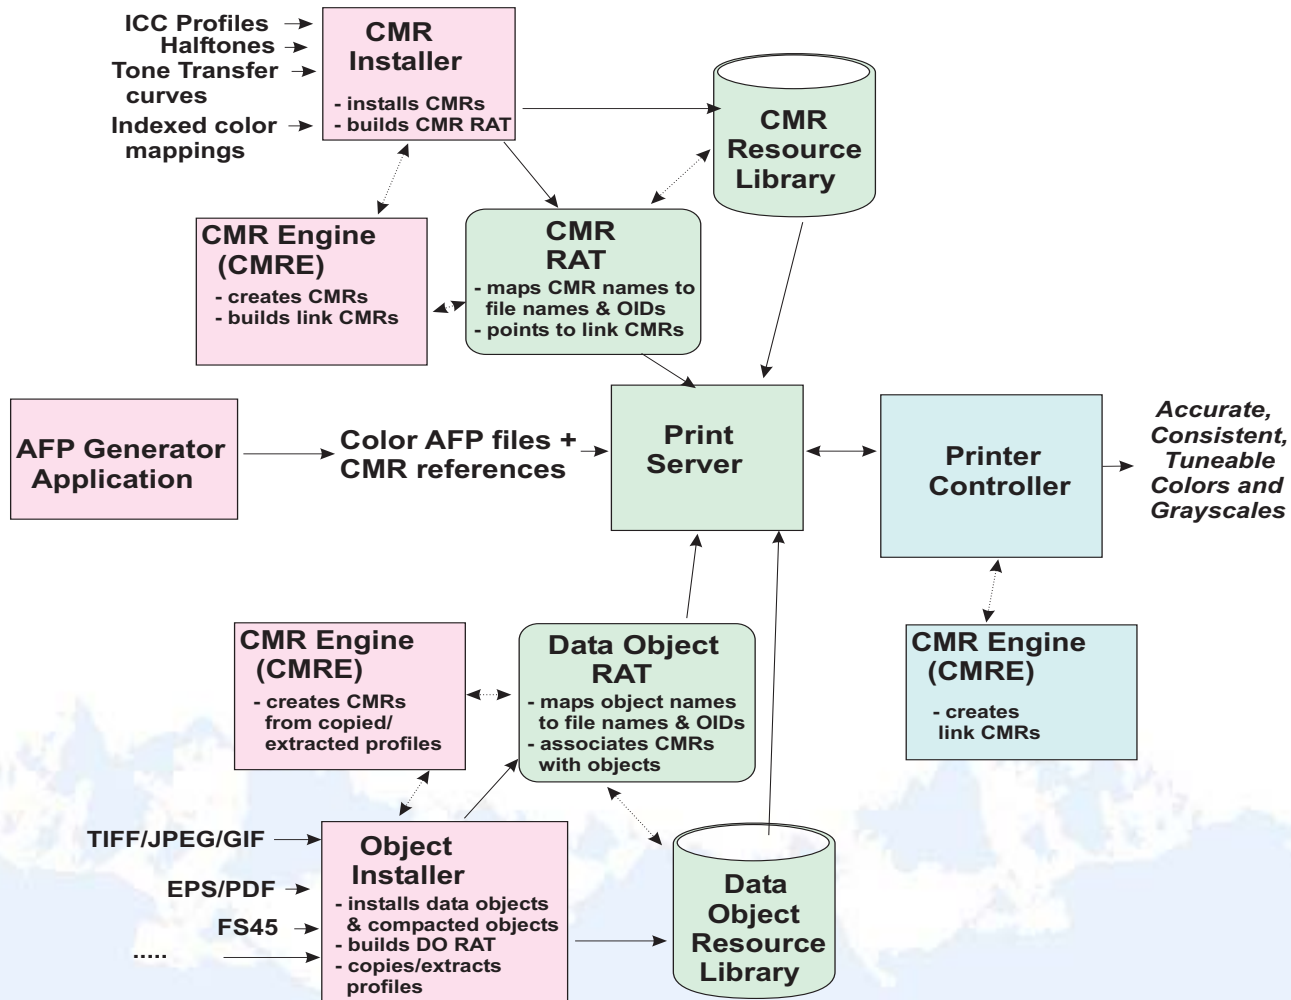 ICC Profiles
Halftones
Tone Transfer
curves
Indexed color
mappings
CMR
Installer
- installs CMRs
- builds CMR RAT
CMR
Resource
Library
CMR Engine
(CMRE)
- creates CMRs
- builds link CMRs
CMR
RAT
- maps CMR names to
file names & OIDs
- points to link CMRs
AFP Generator
Application
Color AFP files +
CMR references
Print
Server
Printer
Controller
Accurate,
Consistent,
Tuneable
Colors and
Grayscales
CMR Engine
(CMRE)
- creates CMRs
from copied/
extracted profiles
Data Object
RAT
- maps object names
to file names & OIDs
- associates CMRs
with objects
CMR Engine
(CMRE)
- creates
link CMRs
TIFF/JPEG/GIF
EPS/PDF
FS45
.....
Object
Installer
- installs data objects
& compacted objects
- builds DO RAT
- copies/extracts
profiles
Data
Object
Resource
Library